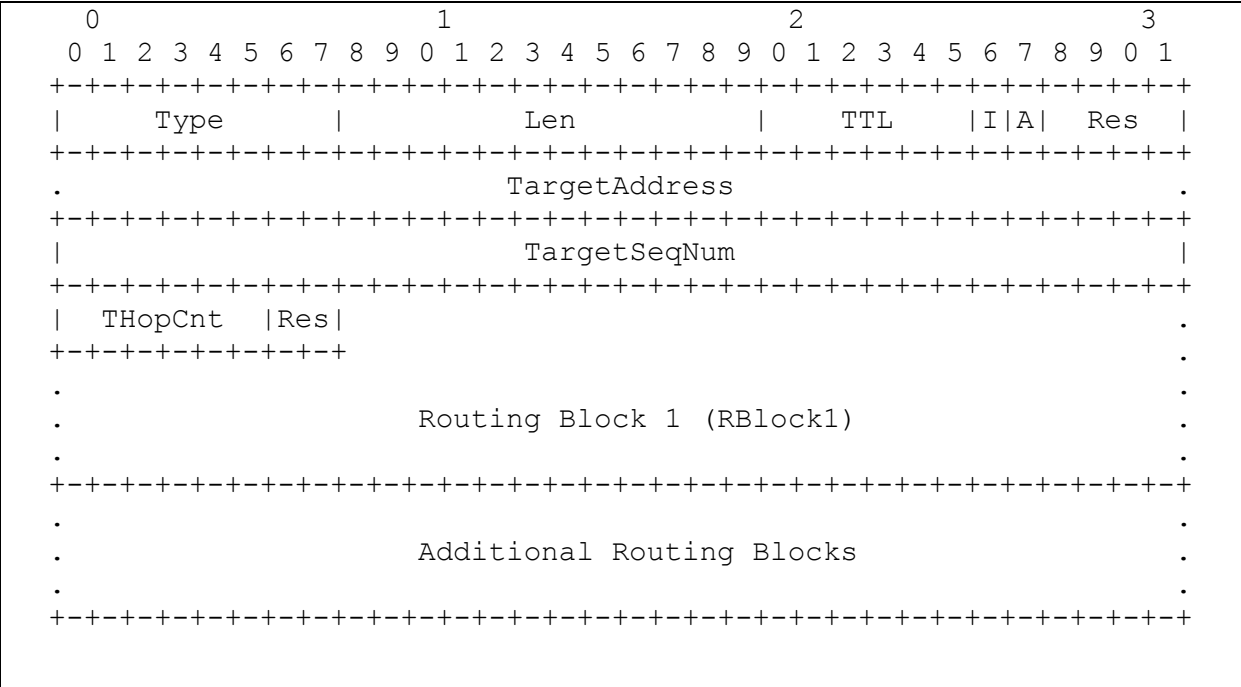 0                   1                   2                   3
0 1 2 3 4 5 6 7 8 9 0 1 2 3 4 5 6 7 8 9 0 1 2 3 4 5 6 7 8 9 0 1
+-+-+-+-+-+-+-+-+-+-+-+-+-+-+-+-+-+-+-+-+-+-+-+-+-+-+-+-+-+-+-+-+
|     Type      |          Len          |    TTL    |I|A|  Res  |
+-+-+-+-+-+-+-+-+-+-+-+-+-+-+-+-+-+-+-+-+-+-+-+-+-+-+-+-+-+-+-+-+
.                         TargetAddress                         .
+-+-+-+-+-+-+-+-+-+-+-+-+-+-+-+-+-+-+-+-+-+-+-+-+-+-+-+-+-+-+-+-+
|                          TargetSeqNum                         |
+-+-+-+-+-+-+-+-+-+-+-+-+-+-+-+-+-+-+-+-+-+-+-+-+-+-+-+-+-+-+-+-+
|  THopCnt  |Res|                                               .
+-+-+-+-+-+-+-+-+                                               .
.                                                               .
.                    Routing Block 1 (RBlock1)                  .
.                                                               .
+-+-+-+-+-+-+-+-+-+-+-+-+-+-+-+-+-+-+-+-+-+-+-+-+-+-+-+-+-+-+-+-+
.                                                               .
.                    Additional Routing Blocks                  .
.                                                               .
+-+-+-+-+-+-+-+-+-+-+-+-+-+-+-+-+-+-+-+-+-+-+-+-+-+-+-+-+-+-+-+-+